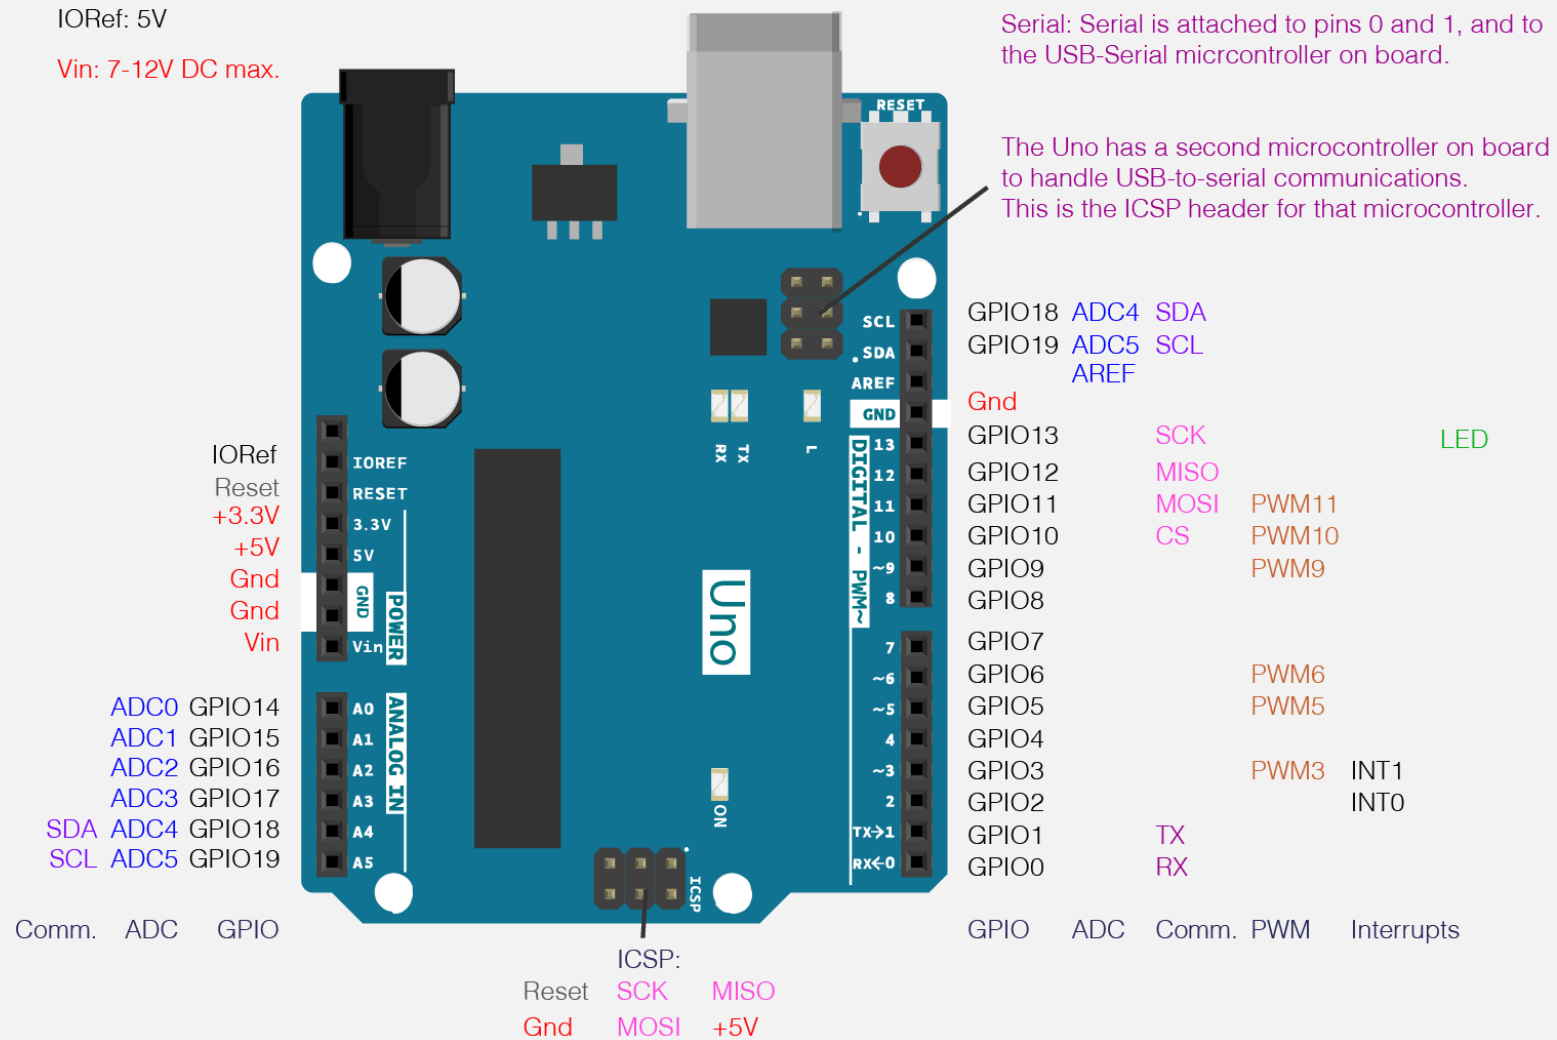 IORef: 5V
Vin: 7-12V DC max.
Serial: Serial is attached to pins 0 and 1, and to
the USB-Serial micrcontroller on board.
RESET
The Uno has a second microcontroller on board
to handle USB-to-serial communications.
This is the ICSP header for that microcontroller.
SCL
GPIO18 ADC4 SDA
SDA
GPIO19 ADC5 SCL
AREF
AREF
GND
Gnd
13
GPIO13 SCK LED
12
GPIO12 MISO
11
GPIO11 MOSI PWM11
10
GPIO10 CS PWM10
~9
GPIO9 PWM9
8
GPIO8
7
GPIO7
~6
GPIO6 PWM6
~5
GPIO5 PWM5
4
GPIO4
~3
GPIO3 PWM3 INT1
2
GPIO2 INT0
TX→1
GPIO1 TX
RX←0
GPIO0 RX
DIGITAL - PWM~
RX
TX
L
Uno
ON
IORef
IOREF
Reset
RESET
+3.3V
3.3V
+5V
5V
Gnd
Gnd
GND
Vin
Vin
POWER
ADC0 GPIO14
A0
ADC1 GPIO15
A1
ADC2 GPIO16
A2
ADC3 GPIO17
A3
SDA ADC4 GPIO18
A4
SCL ADC5 GPIO19
A5
ANALOG IN
ICSP
Comm. ADC GPIO
GPIO ADC Comm. PWM Interrupts
ICSP:
Reset SCK MISO
Gnd MOSI +5V